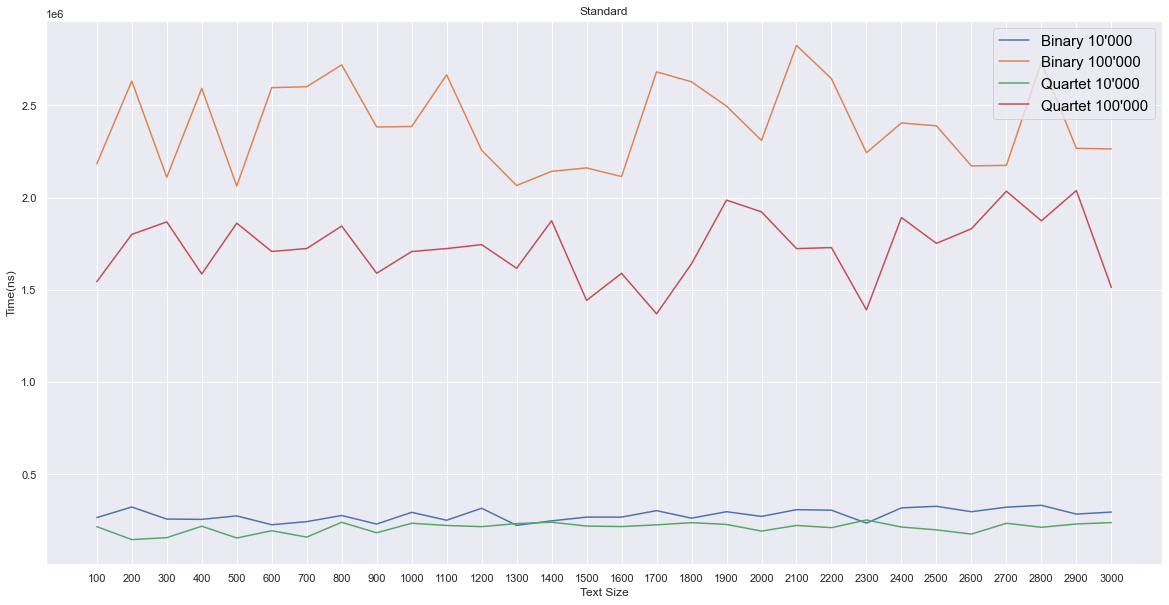 Standard
1e6
Binary 10'000
Binary 100'000
Quartet 10'000
Quartet 100'000
2.5
2.0
1.5
1.0
0.5
Time(ns)
100 200 300 400 500 600 700 800 900 1000 1100 1200 1300 1400 1500 1600 1700 1800 1900 2000 2100 2200 2300 2400 2500 2600 2700 2800 2900 3000
Text Size